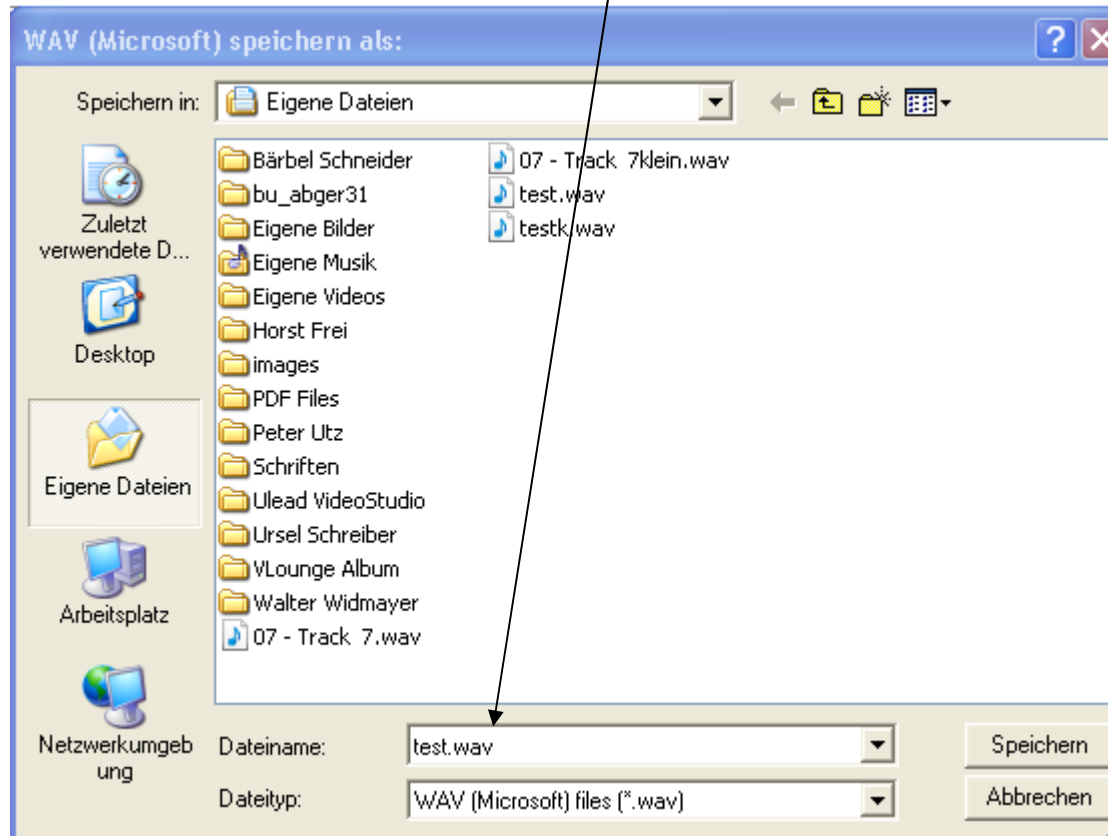 WAV (Microsoft) speichern als:
Speichern in: Eigene Dateien
Zuletzt
verwendete D...
Desktop
Eigene Dateien
Arbeitsplatz
Netzwerkumgeb
ung
Bärbel Schneider
bu_abger31
Eigene Bilder
Eigene Musik
Eigene Videos
Horst Frei
images
PDF Files
Peter Utz
Schriften
Ulead VideoStudio
Ursel Schreiber
VLounge Album
Walter Widmayer
07 - Track 7.wav
07 - Track 7klein.wav
test.wav
testk.wav
Dateiname: test.wav Speichern
Dateityp: WAV (Microsoft) files (*.wav) Abbrechen